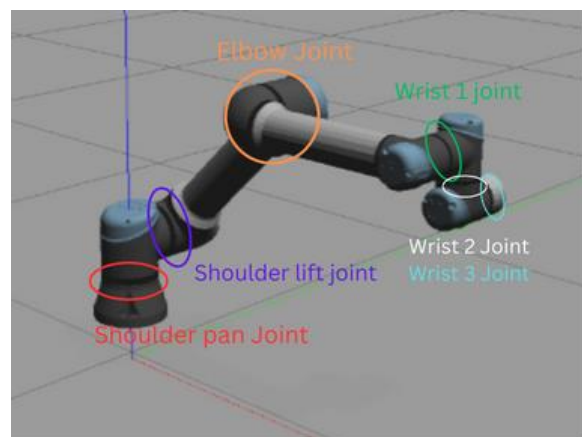 Elbow Joint
Wrist 1 joint
Wrist 2 Joint
Wrist 3 Joint
Shoulder lift joint
Shoulder pan Joint